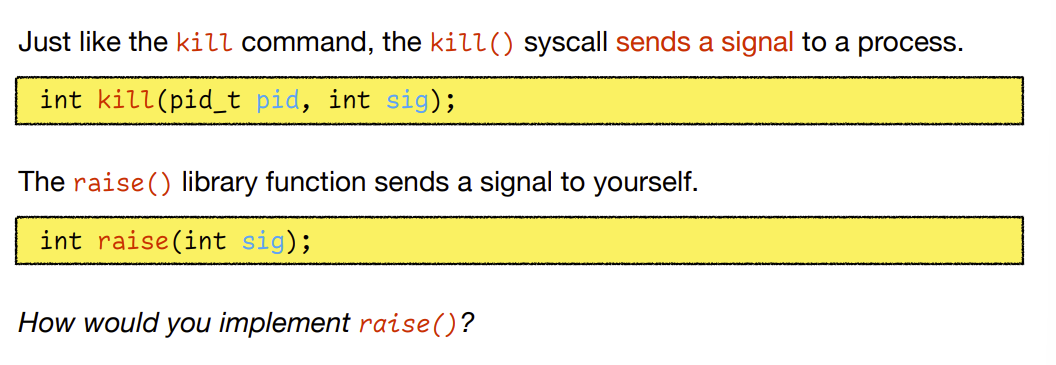 Just like the kill command, the kill() syscall sends a signal to a process.
int kill(pid_t pid, int sig);
The raise() library function sends a signal to yourself.
int raise(int sig);
How would you implement raise()?